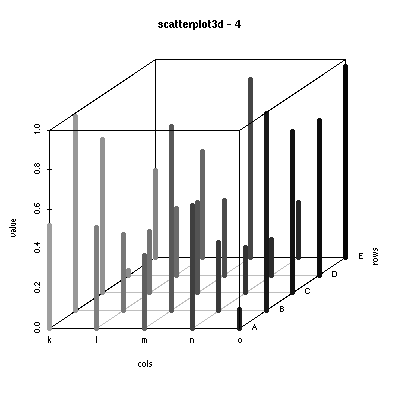 scatterplot3d - 4
1.0
0.8
0.6
0.4
0.2
0.0
value
k l m n o
cols
A
B
C
D
E
rows